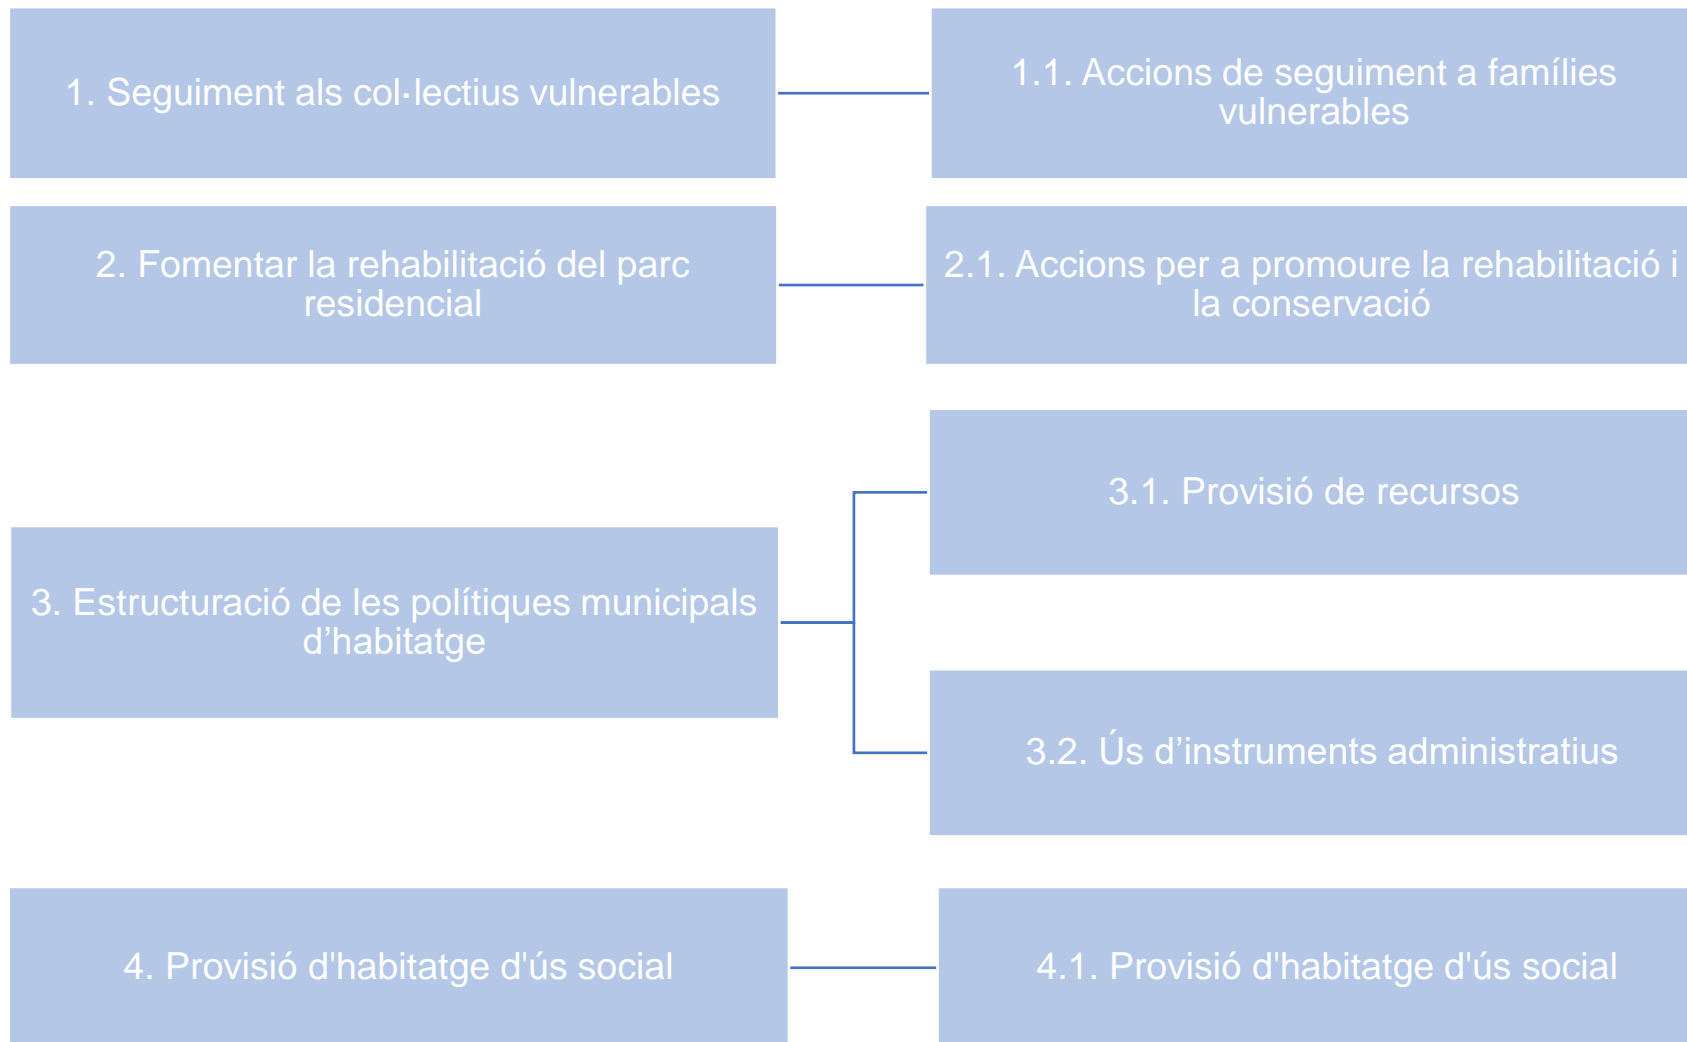 1. Seguiment als col·lectius vulnerables
1.1. Accions de seguiment a famílies
vulnerables
2. Fomentar la rehabilitació del parc
residencial
2.1. Accions per a promoure la rehabilitació i
la conservació
3. Estructuració de les polítiques municipals
d’habitatge
3.1. Provisió de recursos
3.2. Ús d’instruments administratius
4. Provisió d'habitatge d'ús social
4.1. Provisió d'habitatge d'ús social